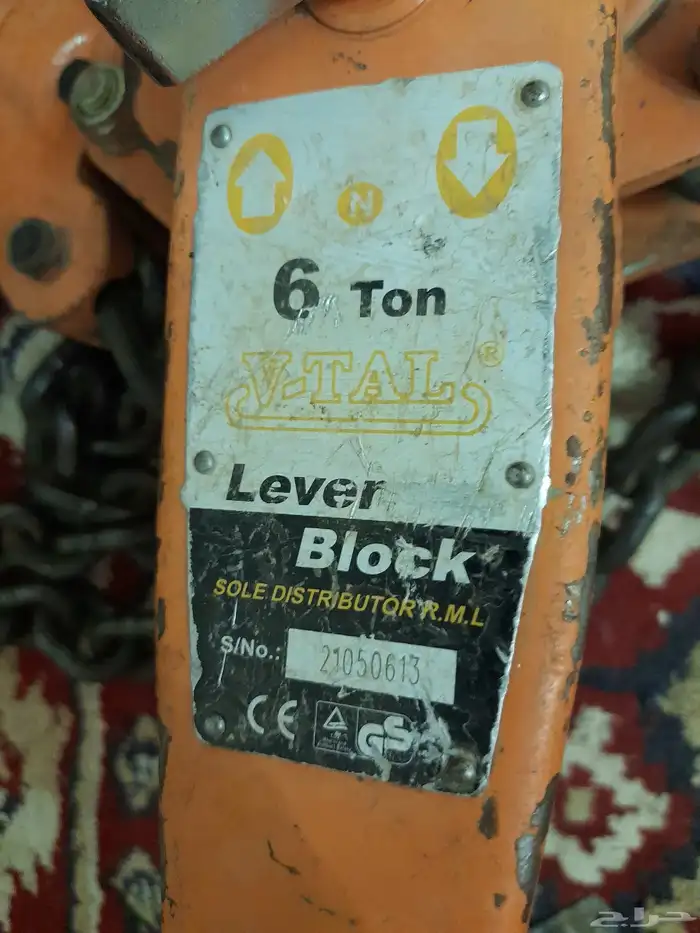 N
6 Ton
V-TAL ®
Lever
Block
SOLE DISTRIBUTOR R.M.L
S/No.: 21050613
CE
GS
حراج